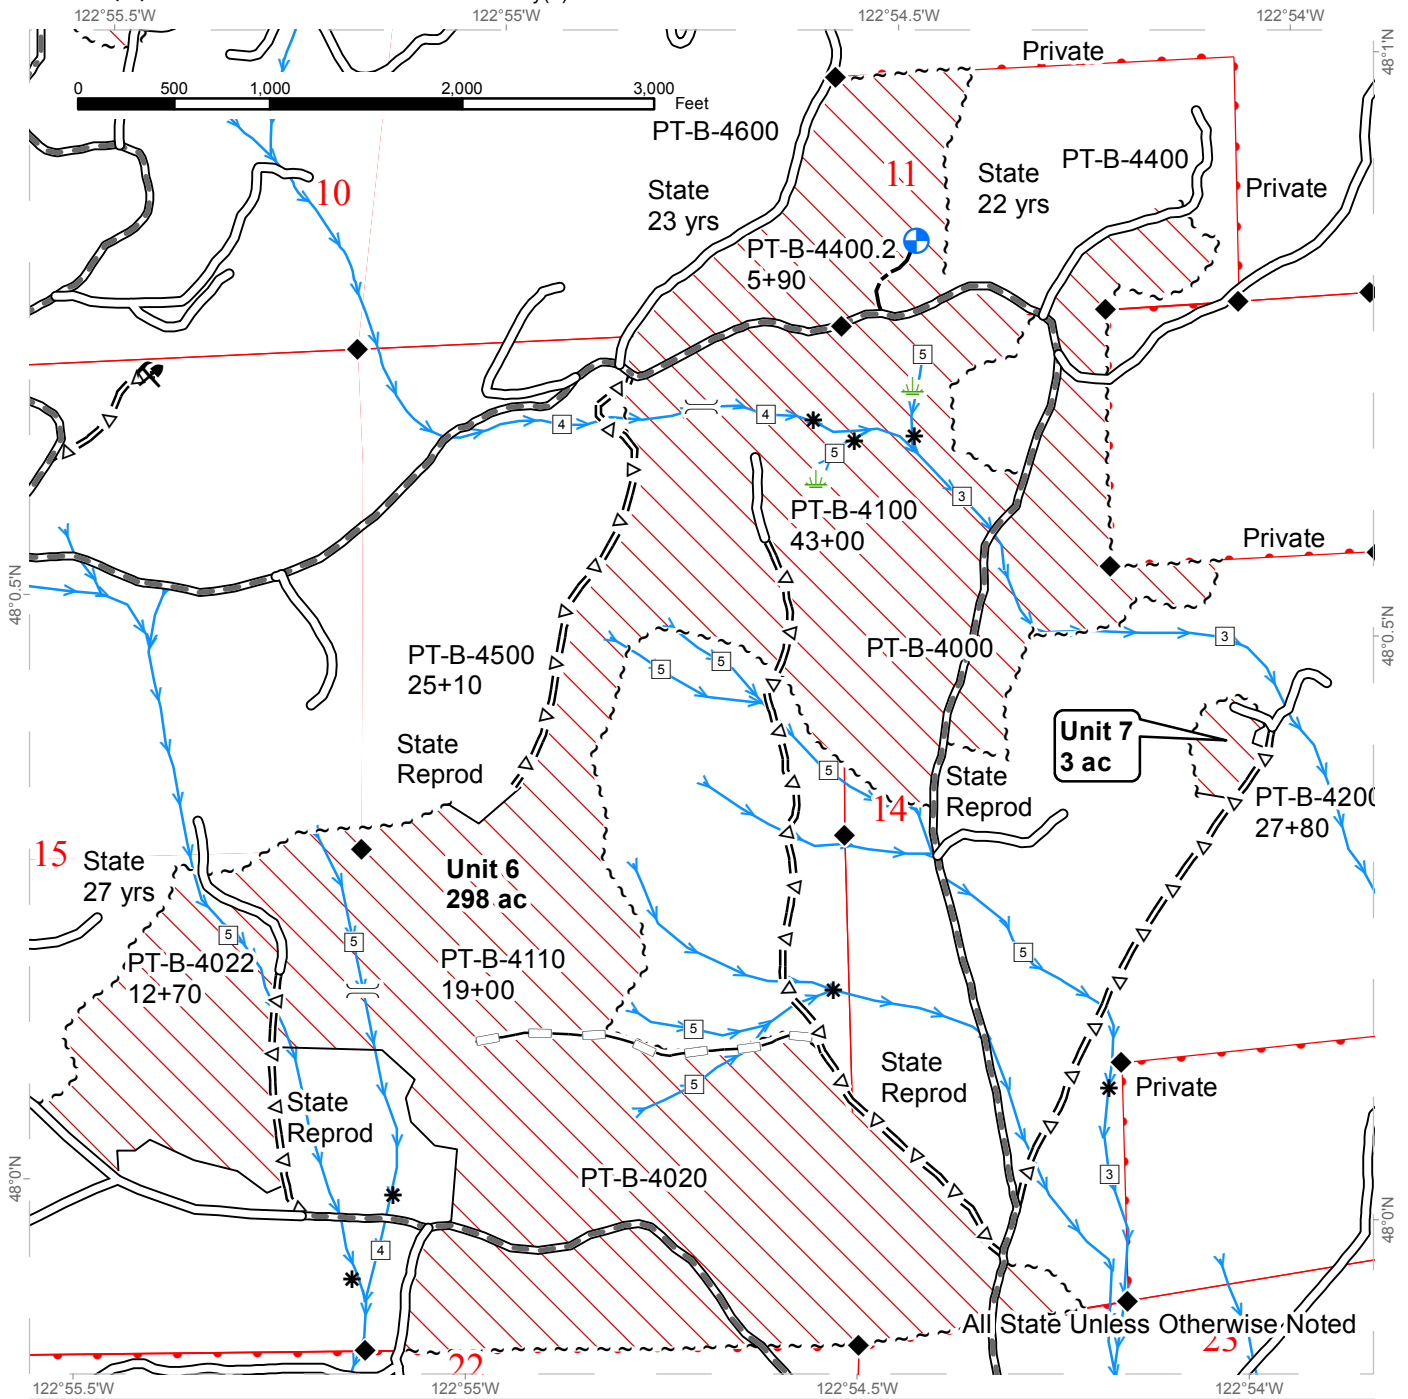 122°55.5'W
122°55'W
122°54.5'W
122°54'W
48°1'N
Private
0 500 1,000 2,000 3,000 Feet
PT-B-4600
PT-B-4400
11
10
State
23 yrs
State
22 yrs
Private
PT-B-4400.2
5+90
5
4
4
5
3
PT-B-4100
43+00
Private
48°0.5'N
48°0.5'N
3
PT-B-4000
PT-B-4500
25+10
5
5
Unit 7
3 ac
State
Reprod
5
State
Reprod
PT-B-4200
27+80
14
15
State
27 yrs
Unit 6
298 ac
5
5
5
PT-B-4022
12+70
PT-B-4110
19+00
5
5
State
Reprod
Private
State
Reprod
3
PT-B-4020
48°0'N
48°0'N
4
All State Unless Otherwise Noted
23
22
122°55.5'W
122°55'W
122°54.5'W
122°54'W